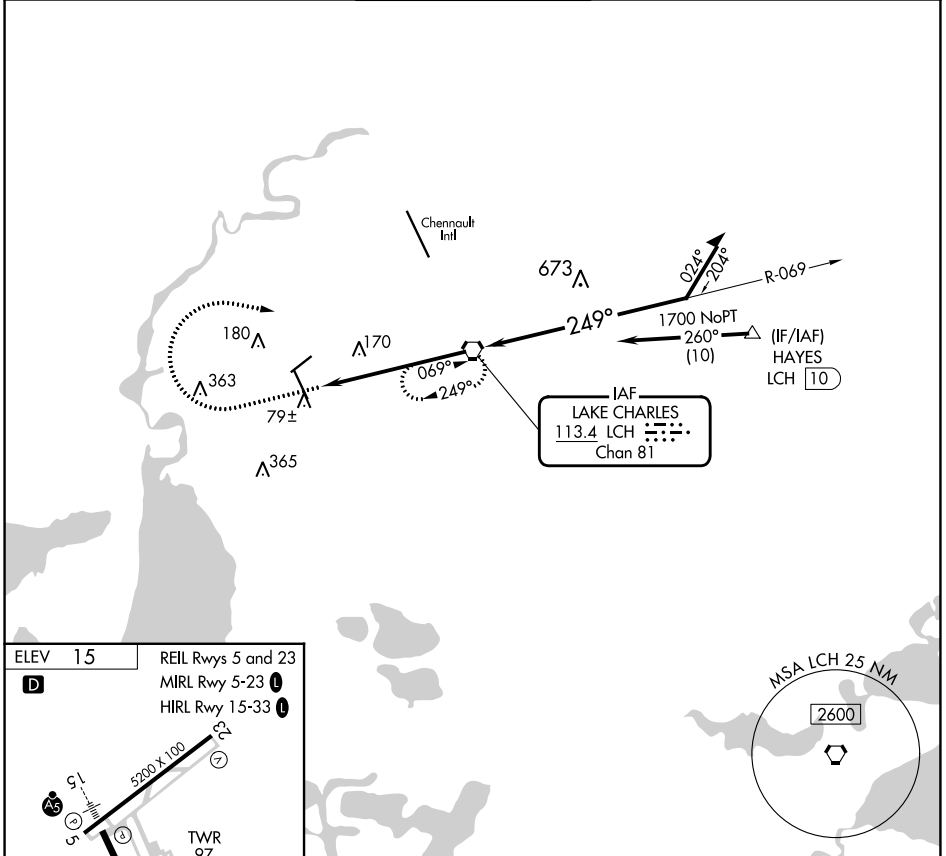 Chennault
Intl
673
024°
204°
R-069
249°
1700 NoPT
260°
(10)
(IF/IAF)
HAYES
LCH 10
180
170
363
069°
249°
79±
365
IAF
LAKE CHARLES
113.4 LCH
Chan 81
ELEV 15
D
REIL Rwys 5 and 23
MIRL Rwy 5-23 L
HIRL Rwy 15-33 L
23
5200 X 100
V
15
A5
P
5
P
TWR
97
MSA LCH 25 NM
2600